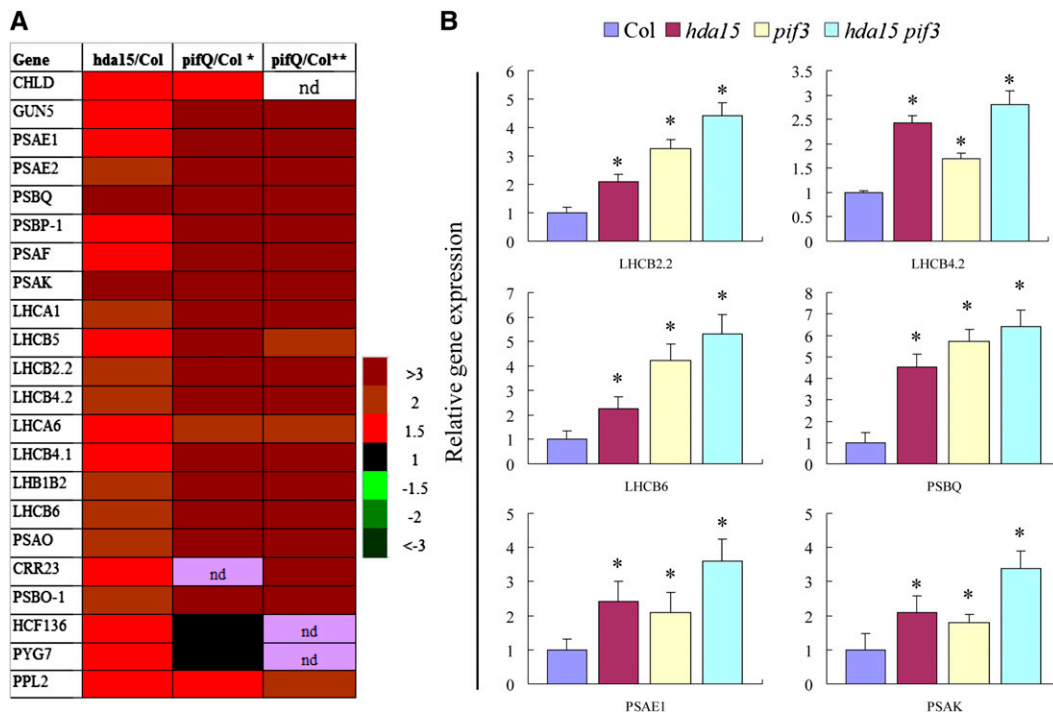 A
Gene hda15/Col pifQ/Col * pifQ/Col**
CHLD nd
GUN5
PSAE1
PSAE2
PSBQ
PSBP-1
PSAF
PSAK
LHCA1
LHCB5
LHCB2.2
LHCB4.2
LHCA6
LHCB4.1
LHB1B2
LHCB6
PSAO
CRR23 nd
PSBO-1
HCF136 nd
PYG7 nd
PPL2
>3
2
1.5
1
-1.5
-2
<-3
B
Col hda15 pif3 hda15 pif3
Relative gene expression
6
5
4
3
2
1
0
* * *
LHCB2.2
3.5
3
2.5
2
1.5
1
0.5
0
* * *
LHCB4.2
7
6
5
4
3
2
1
0
* * *
LHCB6
8
7
6
5
4
3
2
1
0
* * *
PSBQ
5
4
3
2
1
0
* * *
PSAE1
5
4
3
2
1
0
* * *
PSAK